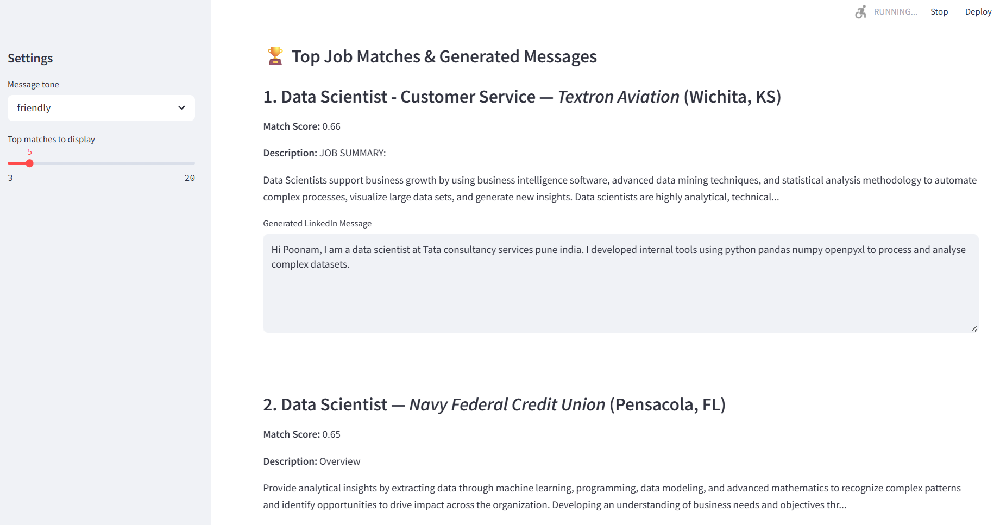 RUNNING...
Stop
Deploy
Settings
Message tone
friendly
Top matches to display
5
3
20
🏆 Top Job Matches & Generated Messages
1. Data Scientist - Customer Service — Textron Aviation (Wichita, KS)
Match Score: 0.66
Description: JOB SUMMARY:
Data Scientists support business growth by using business intelligence software, advanced data mining techniques, and statistical analysis methodology to automate
complex processes, visualize large data sets, and generate new insights. Data scientists are highly analytical, technical...
Generated LinkedIn Message
Hi Poonam, I am a data scientist at Tata consultancy services pune india. I developed internal tools using python pandas numpy openpyxl to process and analyse
complex datasets.
2. Data Scientist — Navy Federal Credit Union (Pensacola, FL)
Match Score: 0.65
Description: Overview
Provide analytical insights by extracting data through machine learning, programming, data modeling, and advanced mathematics to recognize complex patterns
and identify opportunities to drive impact across the organization. Developing an understanding of business needs and objectives thr...